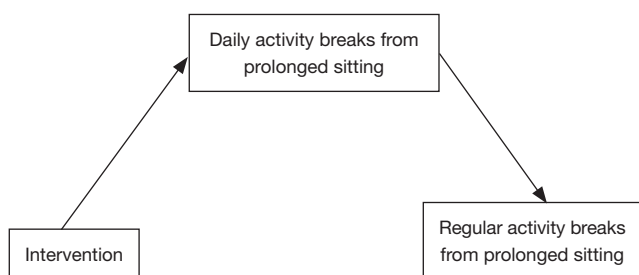 Daily activity breaks from
prolonged sitting
Intervention
Regular activity breaks
from prolonged sitting